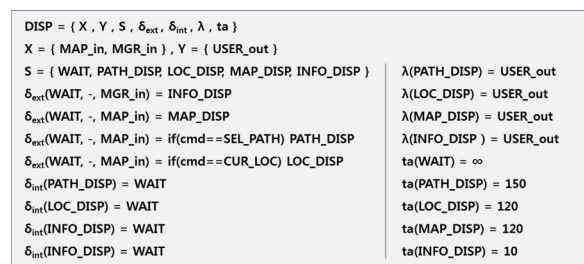 DISP = { X , Y , S , δext , δint , λ , ta }
X = { MAP_in, MGR_in } , Y = { USER_out }
S = { WAIT, PATH_DISP, LOC_DISP, MAP_DISP, INFO_DISP }
δext(WAIT, -, MGR_in) = INFO_DISP
δext(WAIT, -, MAP_in) = MAP_DISP
δext(WAIT, -, MAP_in) = if(cmd==SEL_PATH) PATH_DISP
δext(WAIT, -, MAP_in) = if(cmd==CUR_LOC) LOC_DISP
δint(PATH_DISP) = WAIT
δint(LOC_DISP) = WAIT
δint(INFO_DISP) = WAIT
δint(INFO_DISP) = WAIT
λ(PATH_DISP) = USER_out
λ(LOC_DISP) = USER_out
λ(MAP_DISP) = USER_out
λ(INFO_DISP ) = USER_out
ta(WAIT) = ∞
ta(PATH_DISP) = 150
ta(LOC_DISP) = 120
ta(MAP_DISP) = 120
ta(INFO_DISP) = 10